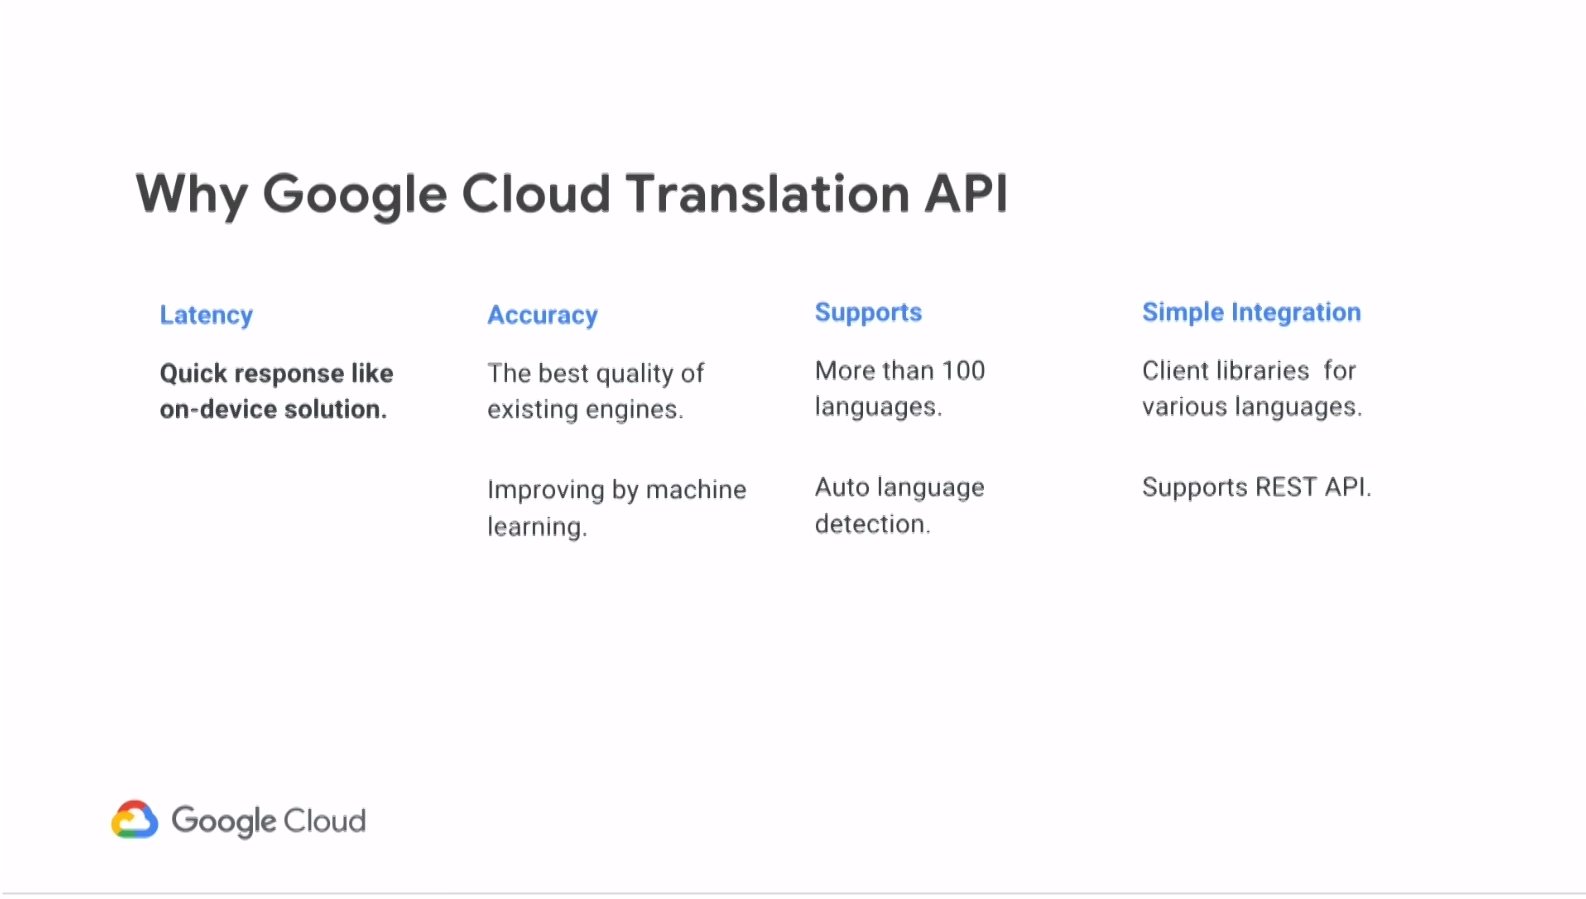 Why Google Cloud Translation API
Latency
Quick response like
on-device solution.
Accuracy
The best quality of
existing engines.
Improving by machine
learning.
Supports
More than 100
languages.
Auto language
detection.
Simple Integration
Client libraries  for
various languages.
Supports REST API.
Google Cloud